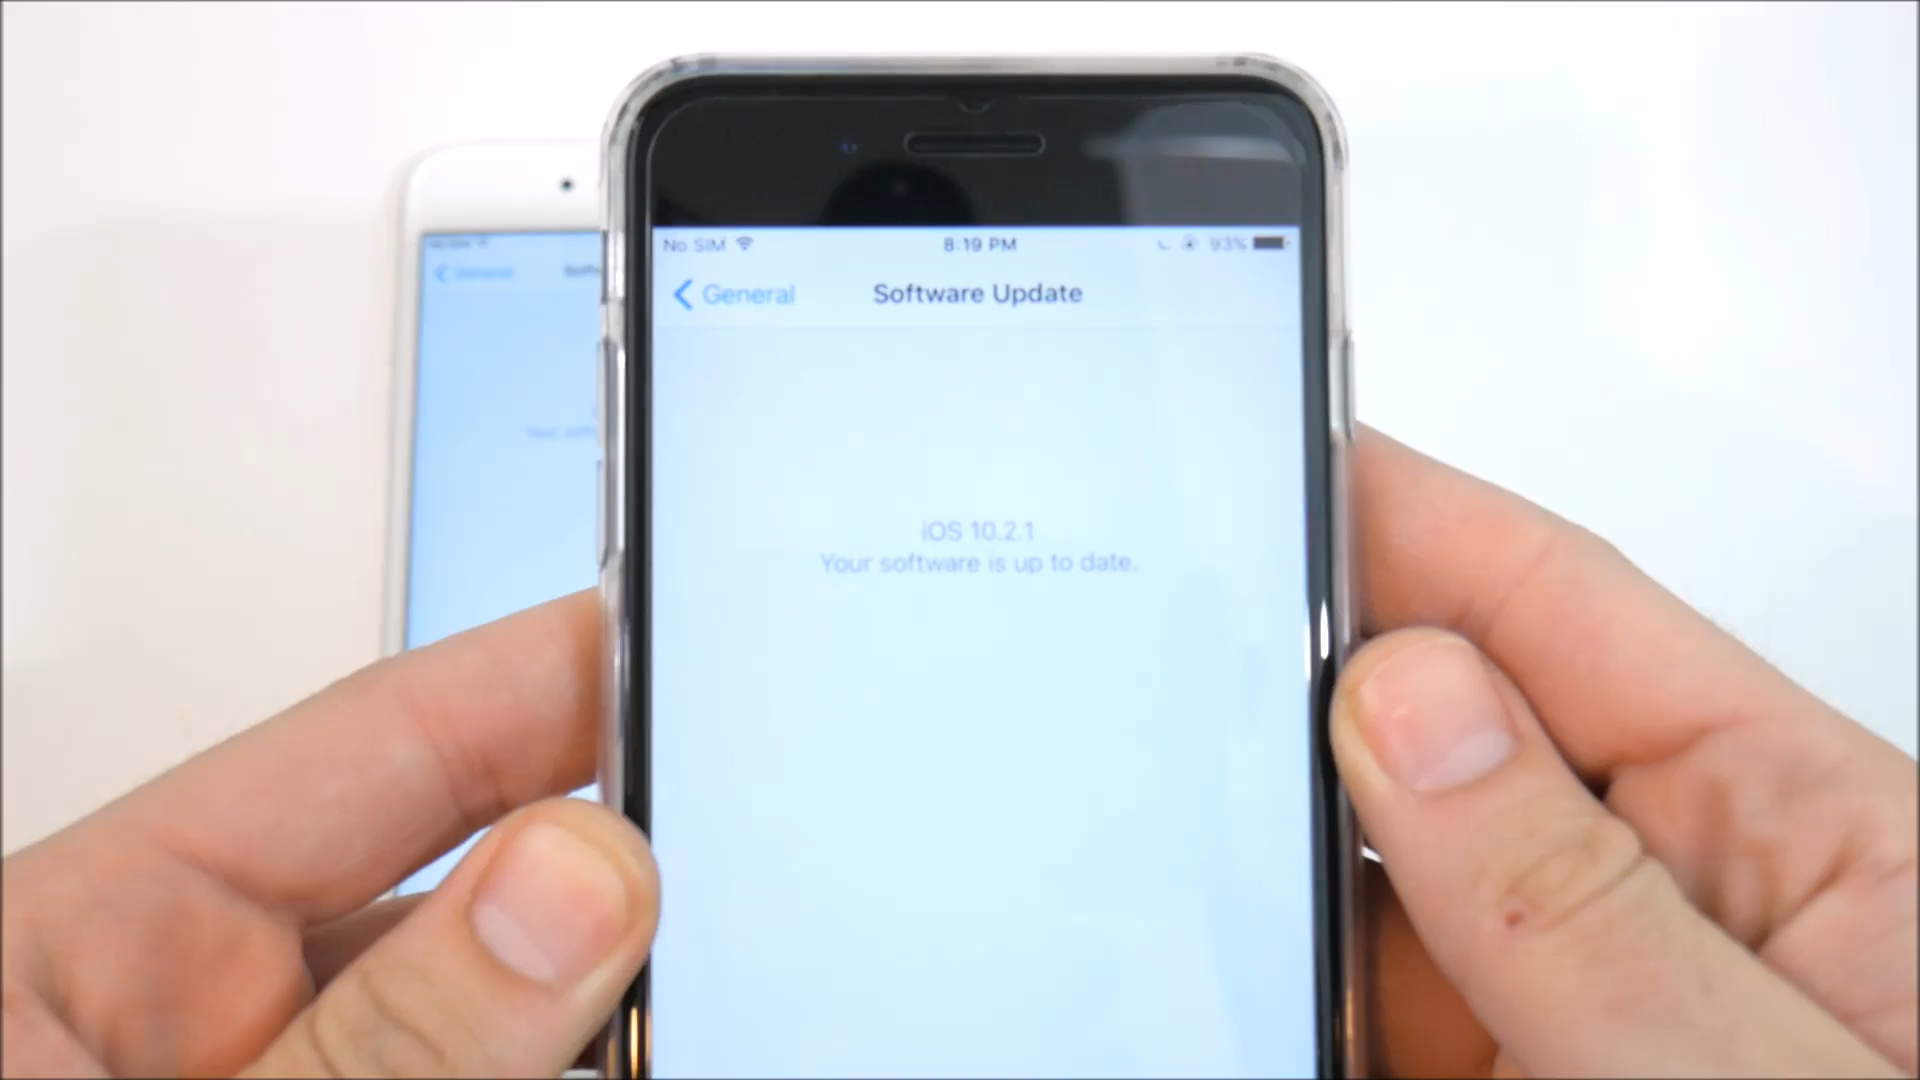 No SIM 8:19 PM 93%
General Software Update
iOS 10.2.1
Your software is up to date.
General